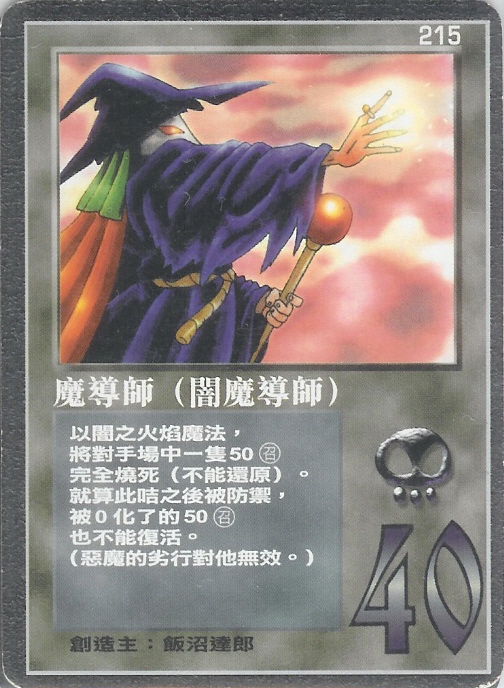 215
魔導師（闇魔導師）
以闇之火焰魔法，
將對手場中一隻50㊁召
完全燒死（不能還原）。
就算此咭之後被防禦，
被0化了的50召
也不能復活。
（惡魔的劣行對他無效。）
40
創造主：飯沼達郎